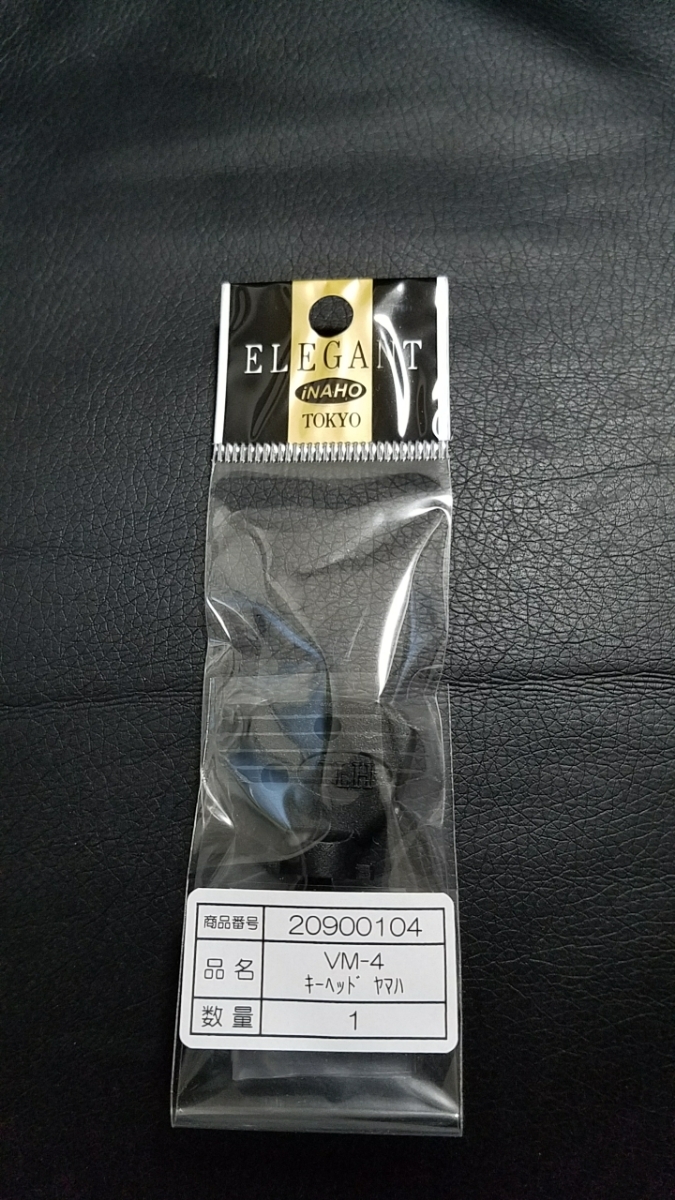 ELEGANT
iNAHO
TOKYO
商品番号 20900104
品名 VM-4
ｷｰﾍｯﾄﾞ ﾔﾏﾊ
数量 1